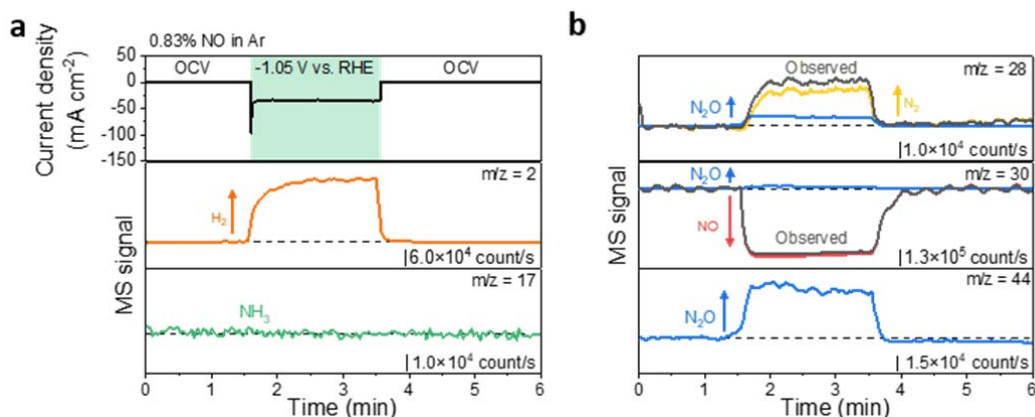 a
0.83% NO in Ar
OCV
-1.05 V vs. RHE
OCV
50
0
-50
-100
-150
Current density
(mA cm⁻²)
m/z = 2
H₂
6.0×10⁴ count/s
m/z = 17
NH₃
1.0×10⁴ count/s
MS signal
0 1 2 3 4 5 6
Time (min)
b
Observed
m/z = 28
N₂O
N₂
1.0×10⁴ count/s
N₂O
m/z = 30
NO
Observed
1.3×10⁵ count/s
m/z = 44
N₂O
1.5×10⁴ count/s
MS signal
0 1 2 3 4 5 6
Time (min)